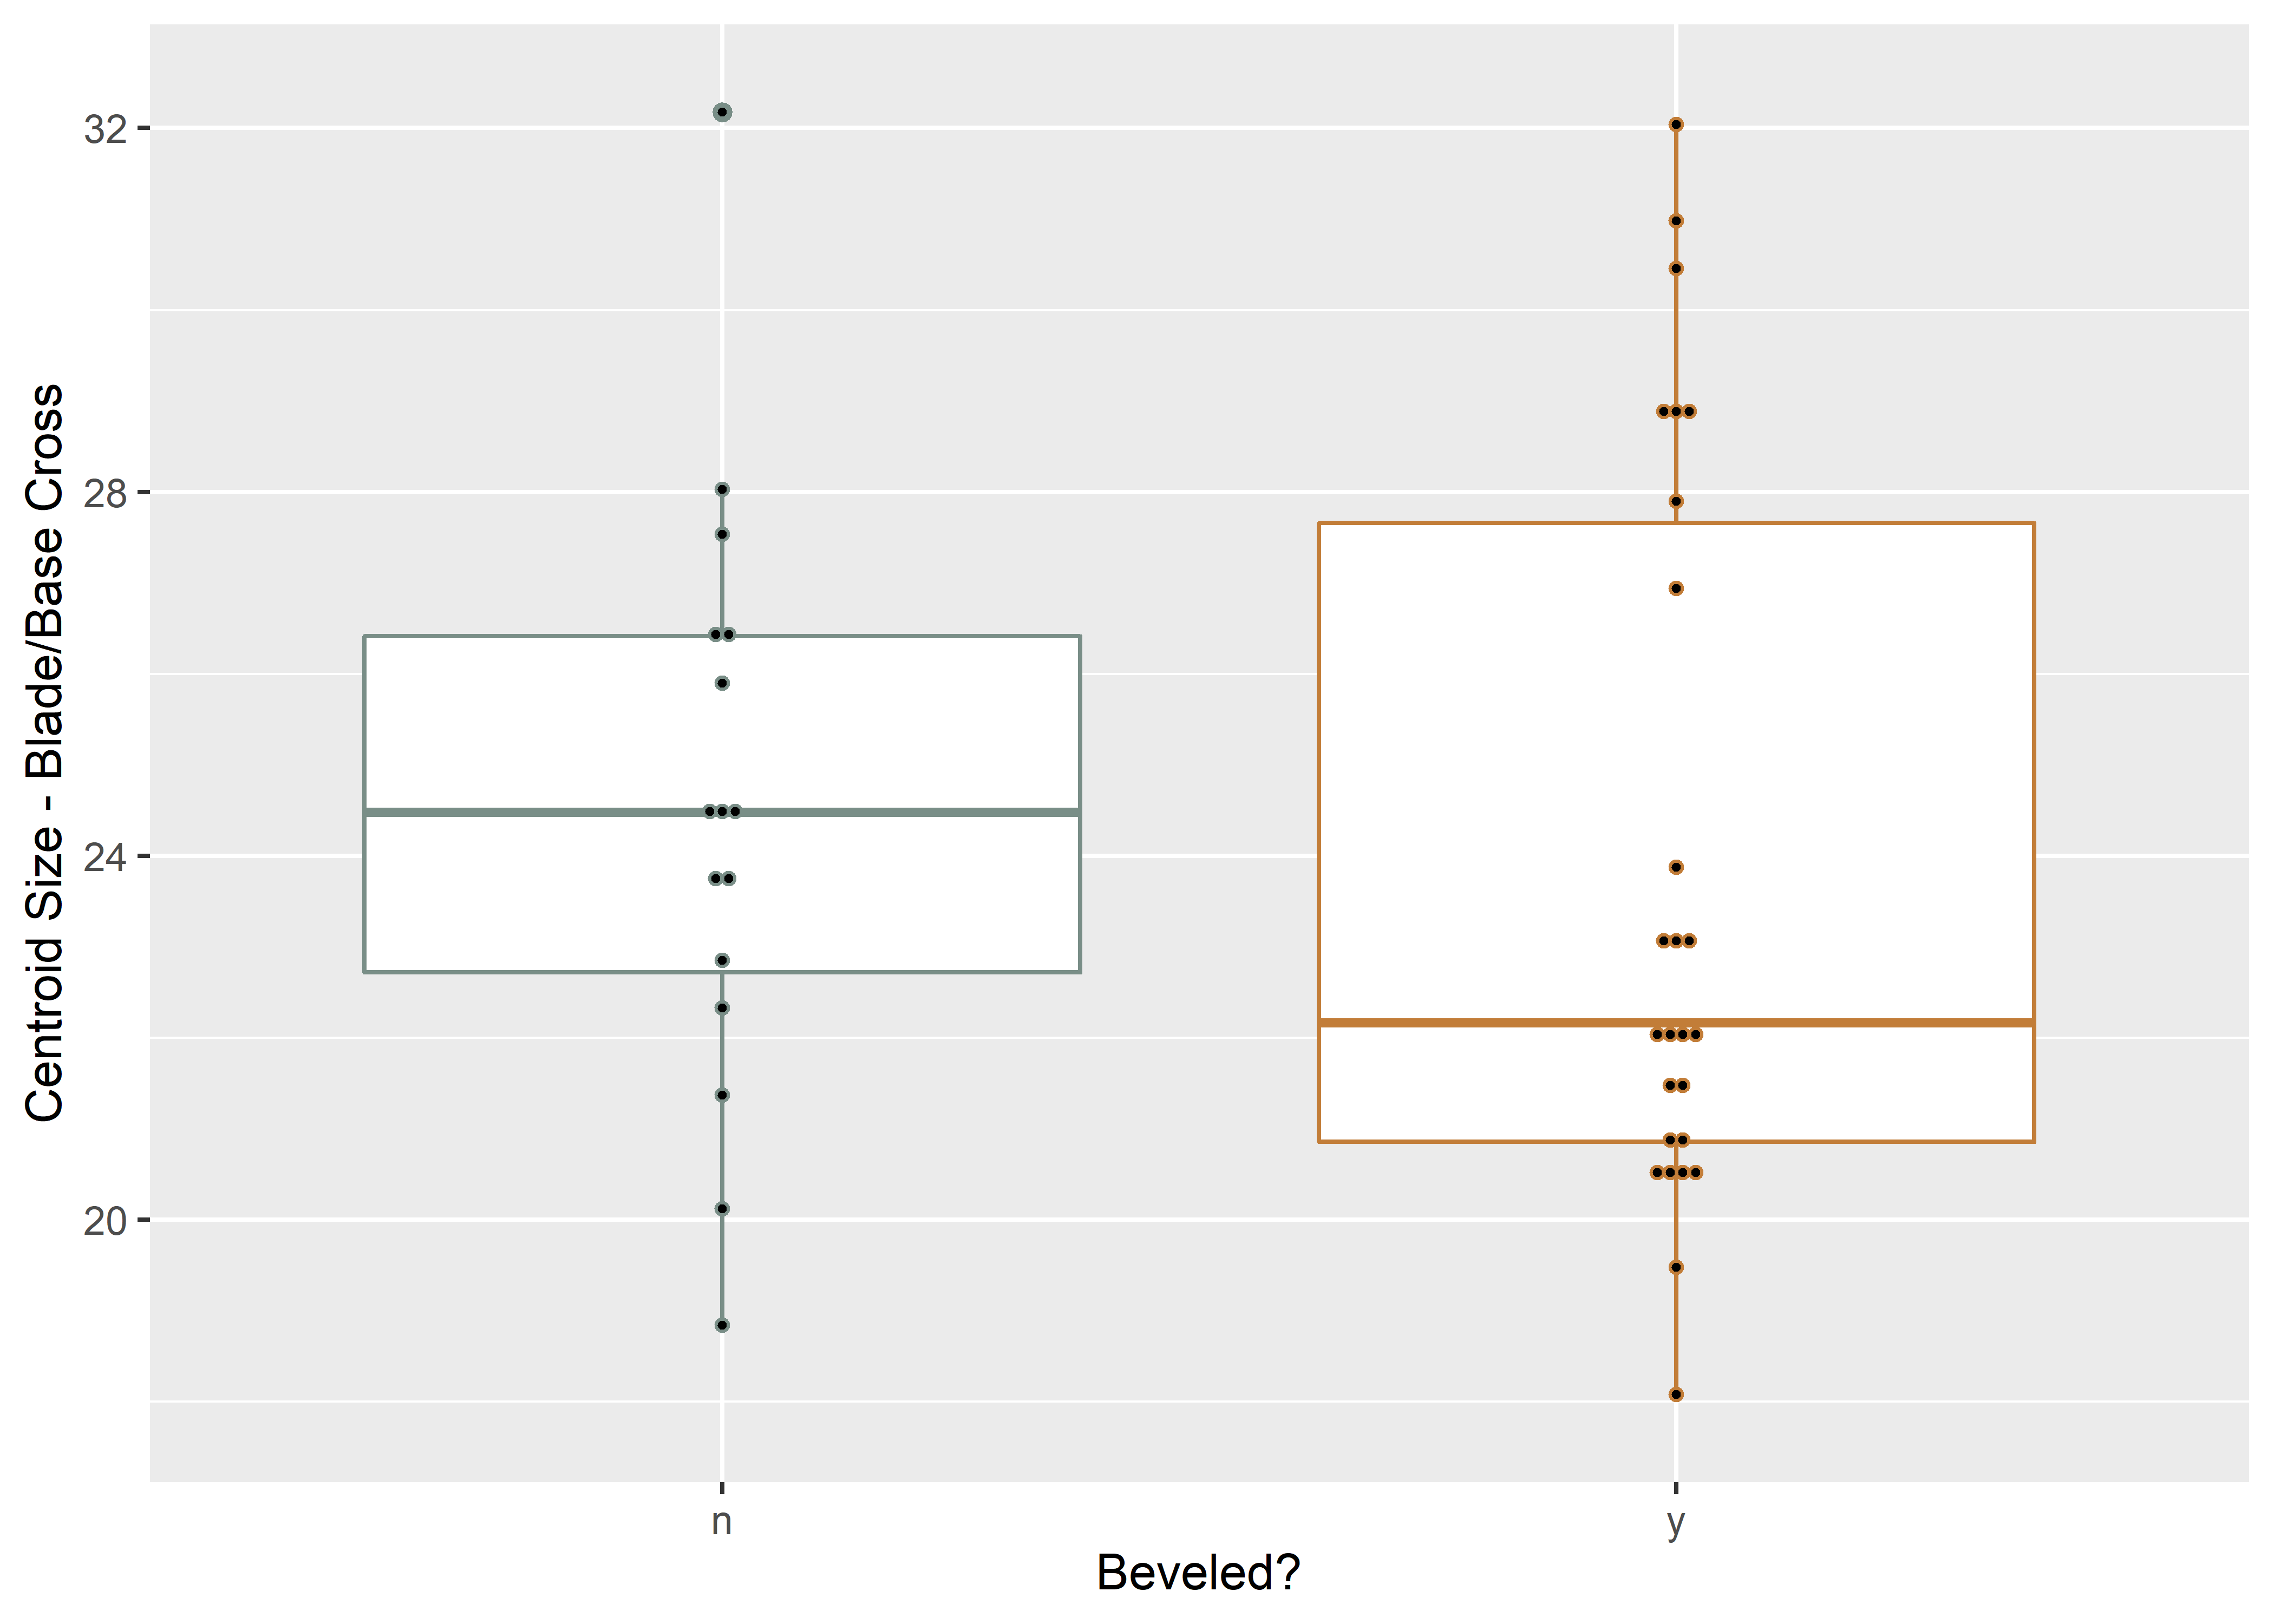 Centroid Size - Blade/Base Cross
32
28
24
20
n
y
Beveled?